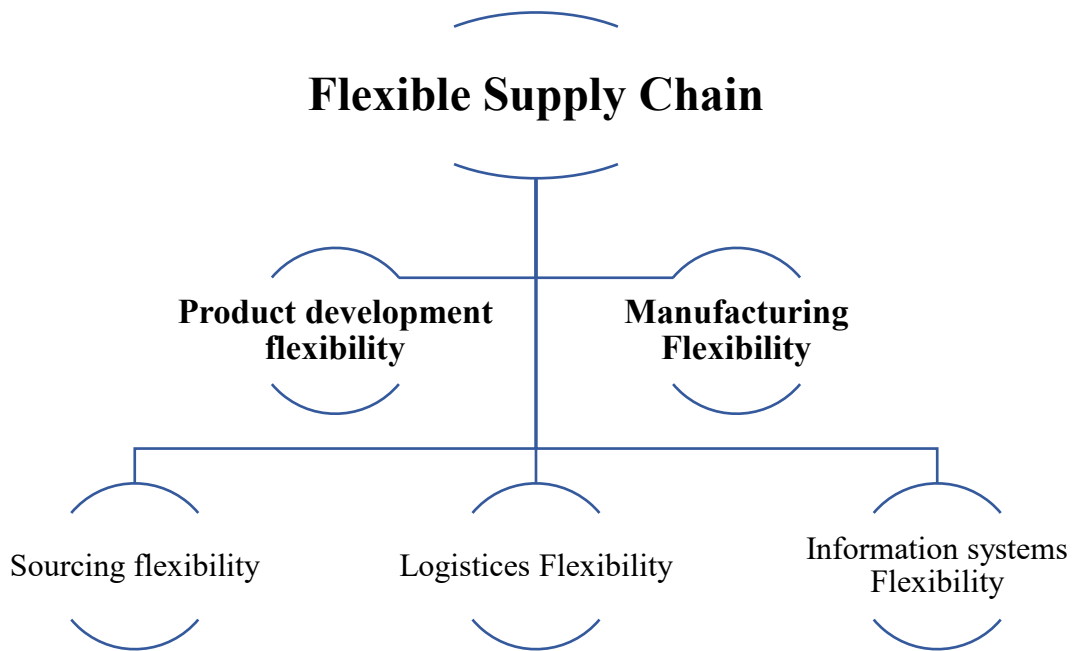 Flexible Supply Chain
Product development
flexibility
Manufacturing
Flexibility
Sourcing flexibility
Logistices Flexibility
Information systems
Flexibility